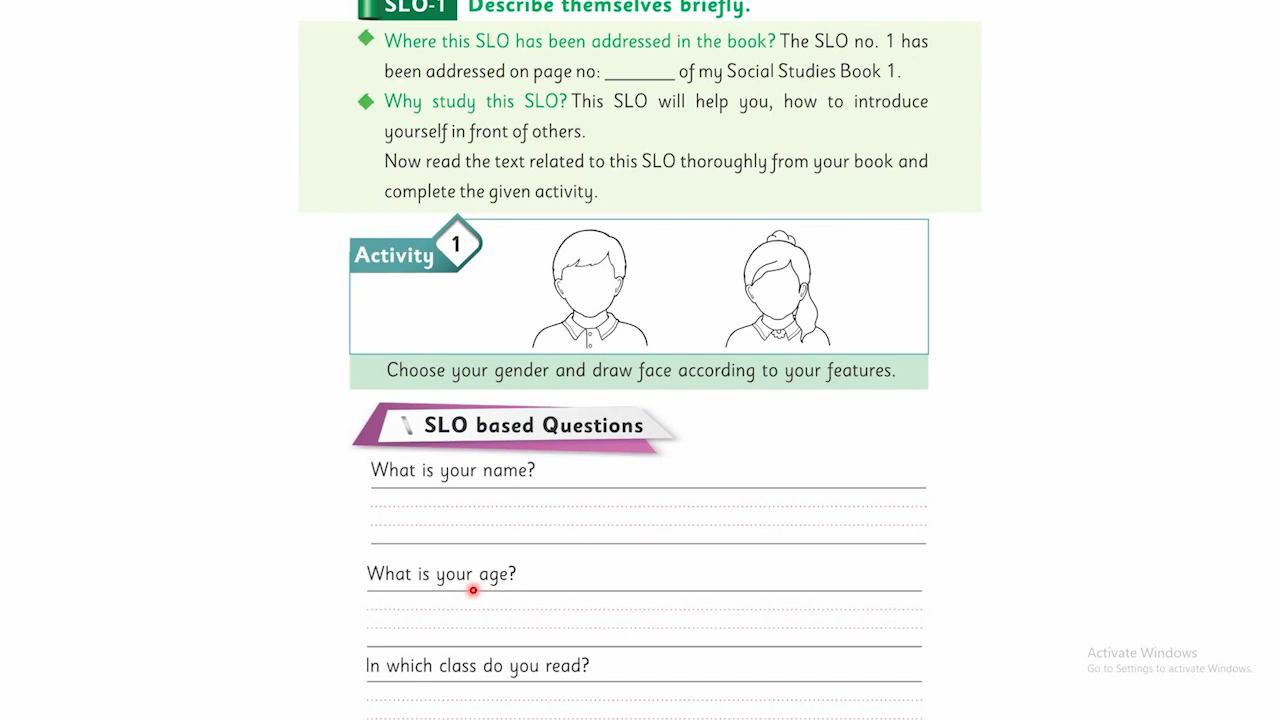 SLO-1 Describe themselves briefly.
Where this SLO has been addressed in the book? The SLO no. 1 has
been addressed on page no: ________ of my Social Studies Book 1.
Why study this SLO? This SLO will help you, how to introduce
yourself in front of others.
Now read the text related to this SLO thoroughly from your book and
complete the given activity.
Activity 1
Choose your gender and draw face according to your features.
SLO based Questions
What is your name?
What is your age?
In which class do you read?
Activate Windows
Go to Settings to activate Windows.